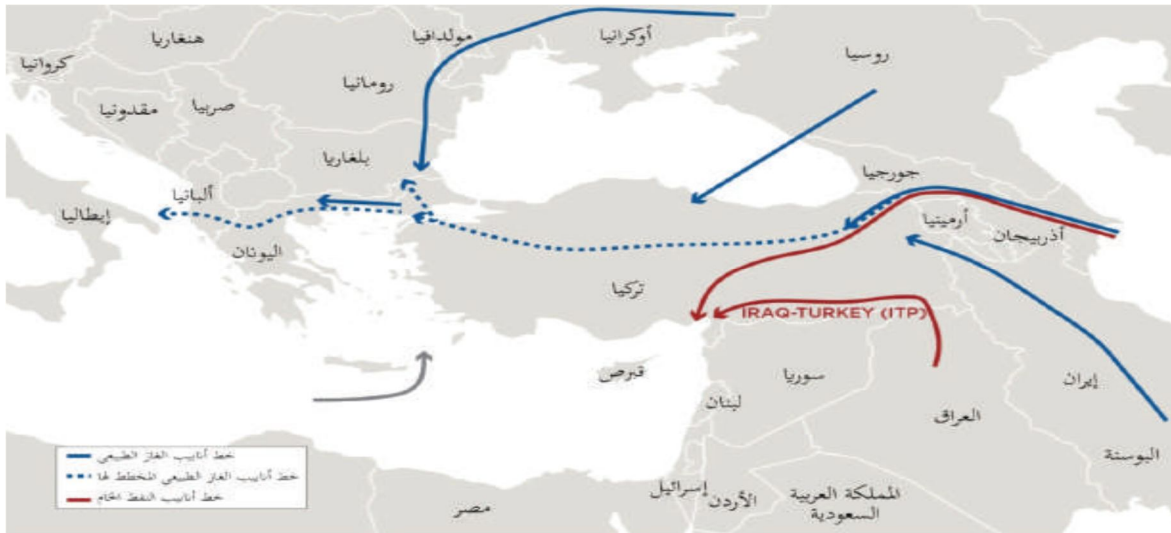 هنغاريا
مولدافيا
أوكرانيا
روسيا
كرواتيا
رومانيا
مقدونيا
صربيا
بلغاريا
جورجيا
ألبانيا
إيطاليا
أرمينيا
أذربيجان
اليونان
تركيا
IRAQ-TURKEY (ITP)
قبرص
سوريا
إيران
لبنان
العراق
البوسنة
خط أنابيب الغاز الطبيعي
خط أنابيب الغاز الطبيعي المخطط لها
خط أنابيب النفط الخام
إسرائيل
الأردن
المملكة العربية
السعودية
مصر